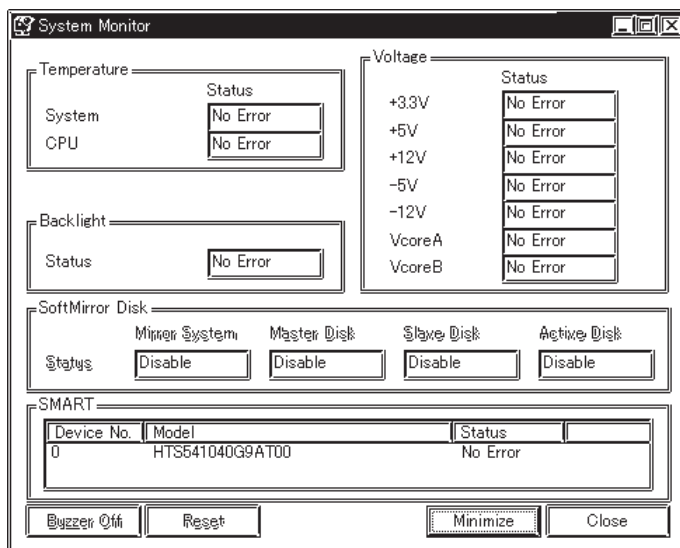 System Monitor
Temperature
Status
System No Error
CPU No Error
Backlight
Status No Error
Voltage
Status
+3.3V No Error
+5V No Error
+12V No Error
-5V No Error
-12V No Error
VcoreA No Error
VcoreB No Error
SoftMirror Disk
Mirror System Master Disk Slave Disk Active Disk
Status Disable Disable Disable Disable
SMART
Device No. Model Status
0 HTS541040G9AT00 No Error
Buzzer Off Reset Minimize Close